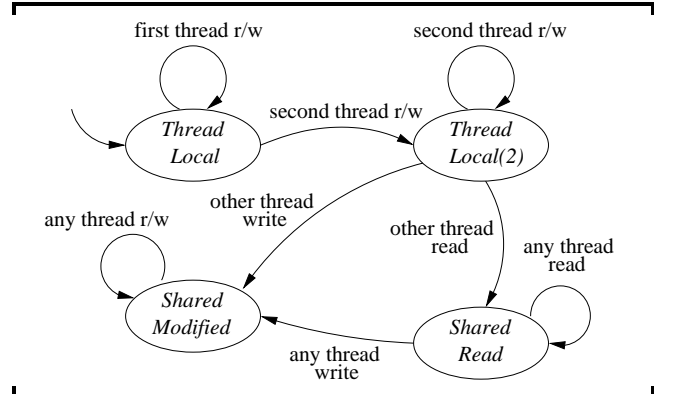 first thread r/w
second thread r/w
second thread r/w
Thread
Local
Thread
Local(2)
other thread
write
any thread r/w
other thread
read
any thread
read
Shared
Modified
Shared
Read
any thread
write